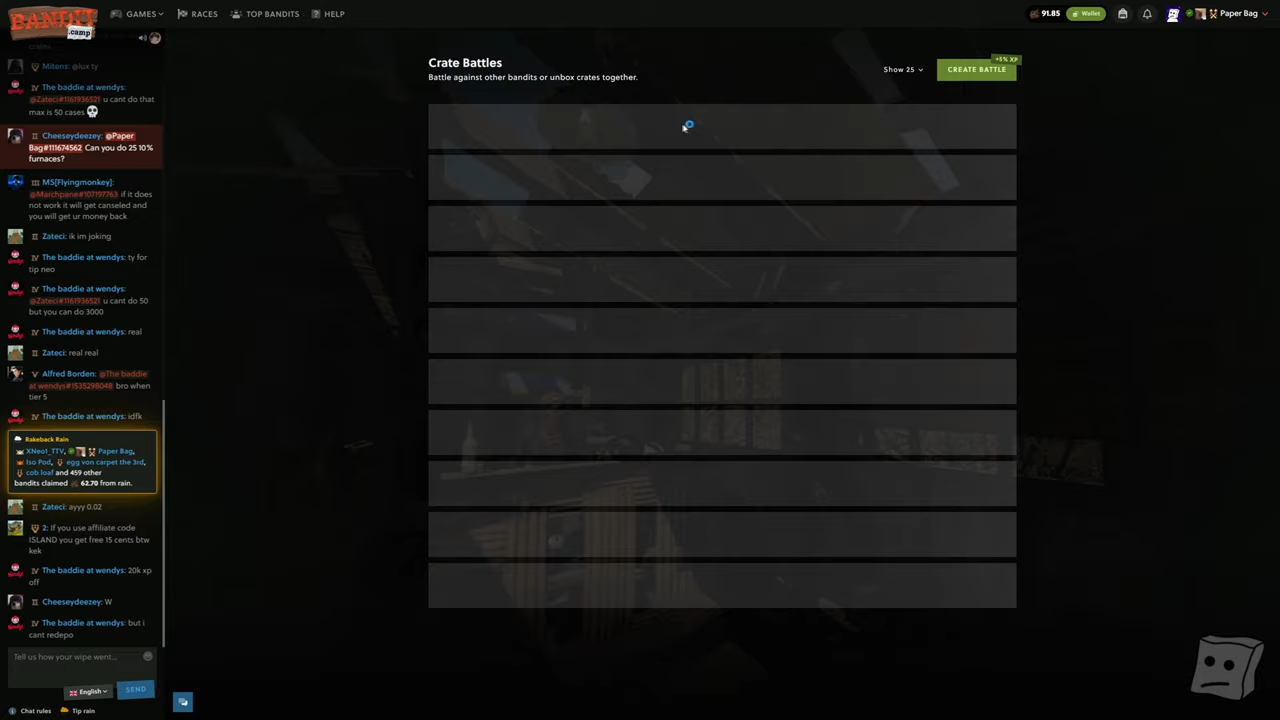 BANDIT
.camp
GAMES
RACES
TOP BANDITS
HELP
91.85
Wallet
Paper Bag
Mitens: @lux ty
The baddie at wendys:
@Zateci#1161936521 u cant do that
max is 50 cases
Cheeseydeezey: @Paper
Bag#111674562 Can you do 25 10%
furnaces?
MS[Flyingmonkey]:
@Marchpane#107197763 if it does
not work it will get canseled and
you will get ur money back
Zateci: ik im joking
The baddie at wendys: ty for
tip neo
The baddie at wendys:
@Zateci#1161936521 u cant do 50
but you can do 3000
The baddie at wendys: real
Zateci: real real
Alfred Borden: @The baddie
at wendys#1535298048 bro when
tier 5
The baddie at wendys: idfk
Rakeback Rain
XNeo1_TTV, Paper Bag,
Iso Pod, egg von carpet the 3rd,
cob loaf and 459 other
bandits claimed 62.70 from rain.
Zateci: ayyy 0.02
2: If you use affiliate code
ISLAND you get free 15 cents btw
kek
The baddie at wendys: 20k xp
off
Cheeseydeezey: W
The baddie at wendys: but i
cant redepo
Tell us how your wipe went...
English
SEND
Chat rules
Tip rain
Crate Battles
Battle against other bandits or unbox crates together.
Show 25
+5% XP
CREATE BATTLE